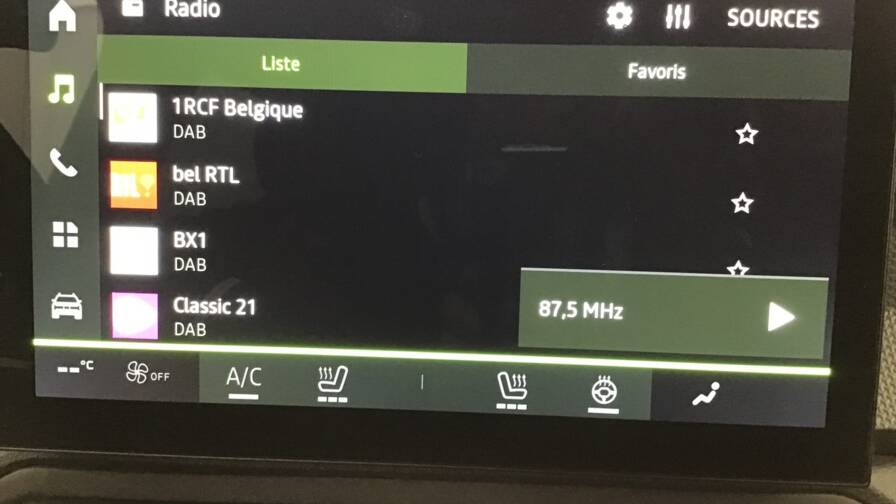 Radio
SOURCES
Liste
Favoris
1RCF Belgique
DAB
bel RTL
DAB
BX1
DAB
Classic 21
DAB
87,5 MHz
--°C
OFF
A/C